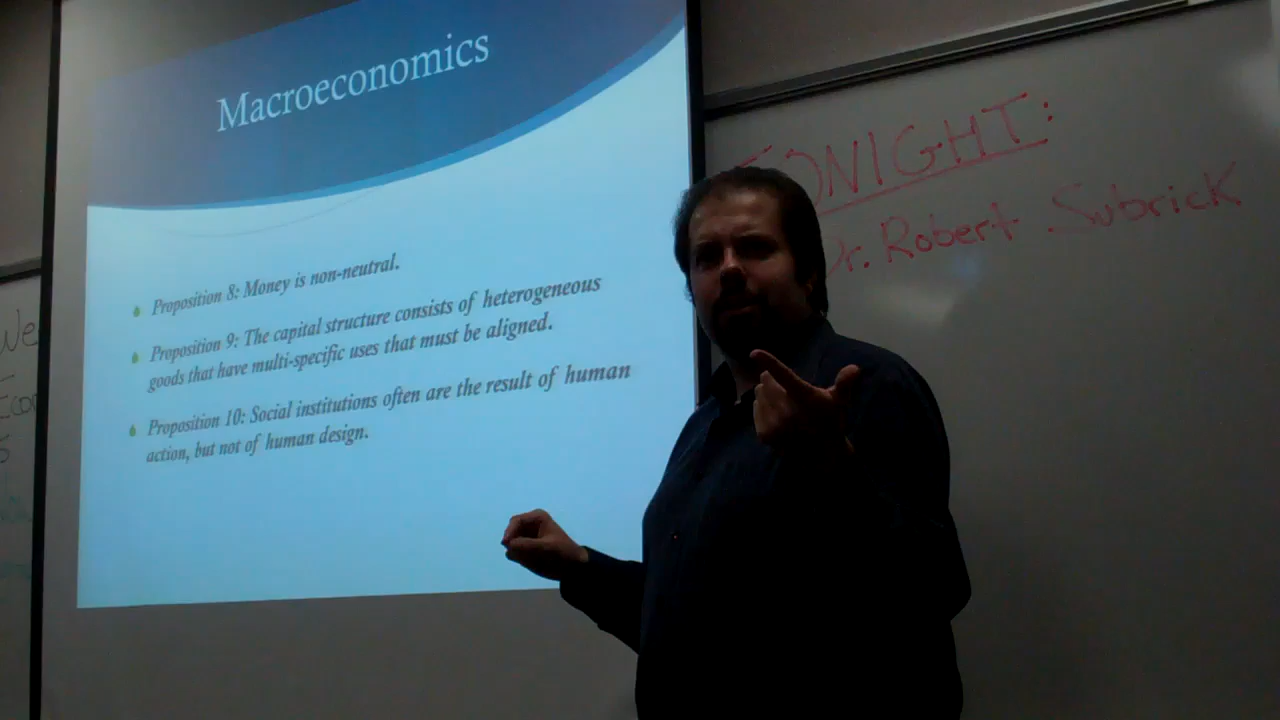 Macroeconomics
Proposition 8: Money is non-neutral.
Proposition 9: The capital structure consists of heterogeneous
goods that have multi-specific uses that must be aligned.
Proposition 10: Social institutions often are the result of human
action, but not of human design.
TONIGHT:
Dr. Robert Subrick
We